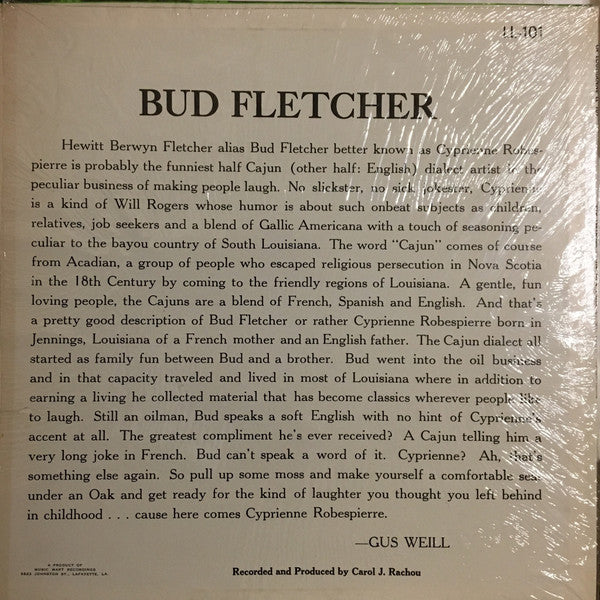 LL-101
BUD FLETCHER
Hewitt Berwyn Fletcher alias Bud Fletcher better known as Cyprienne Robes-
pierre is probably the funniest half Cajun (other half: English) dialect artist in the
peculiar business of making people laugh. No slickster, no sick jokester, Cyprienne
is a kind of Will Rogers whose humor is about such onbeat subjects as children,
relatives, job seekers and a blend of Gallic Americana with a touch of seasoning pe-
culiar to the bayou country of South Louisiana. The word "Cajun" comes of course
from Acadian, a group of people who escaped religious persecution in Nova Scotia
in the 18th Century by coming to the friendly regions of Louisiana. A gentle, fun
loving people, the Cajuns are a blend of French, Spanish and English. And that's
a pretty good description of Bud Fletcher or rather Cyprienne Robespierre born in
Jennings, Louisiana of a French mother and an English father. The Cajun dialect all
started as family fun between Bud and a brother. Bud went into the oil business
and in that capacity traveled and lived in most of Louisiana where in addition to
earning a living he collected material that has become classics wherever people like
to laugh. Still an oilman, Bud speaks a soft English with no hint of Cyprienne's
accent at all. The greatest compliment he's ever received? A Cajun telling him a
very long joke in French. Bud can't speak a word of it. Cyprienne? Ah, that's
something else again. So pull up some moss and make yourself a comfortable seat
under an Oak and get ready for the kind of laughter you thought you left behind
in childhood . . . cause here comes Cyprienne Robespierre.
—GUS WEILL
A PRODUCT OF
MUSIC MART RECORDINGS
JOHNSTON ST., LAFAYETTE, LA.
Recorded and Produced by Carol J. Rachou